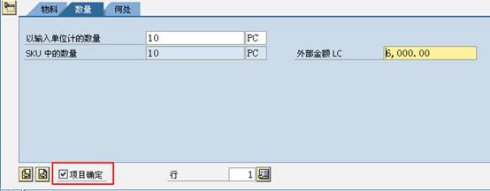 物料 数量 何处
以输入单位计的数量 10 PC
SKU 中的数量 10 PC 外部金额 LC 6,000.00
项目确定 行 1